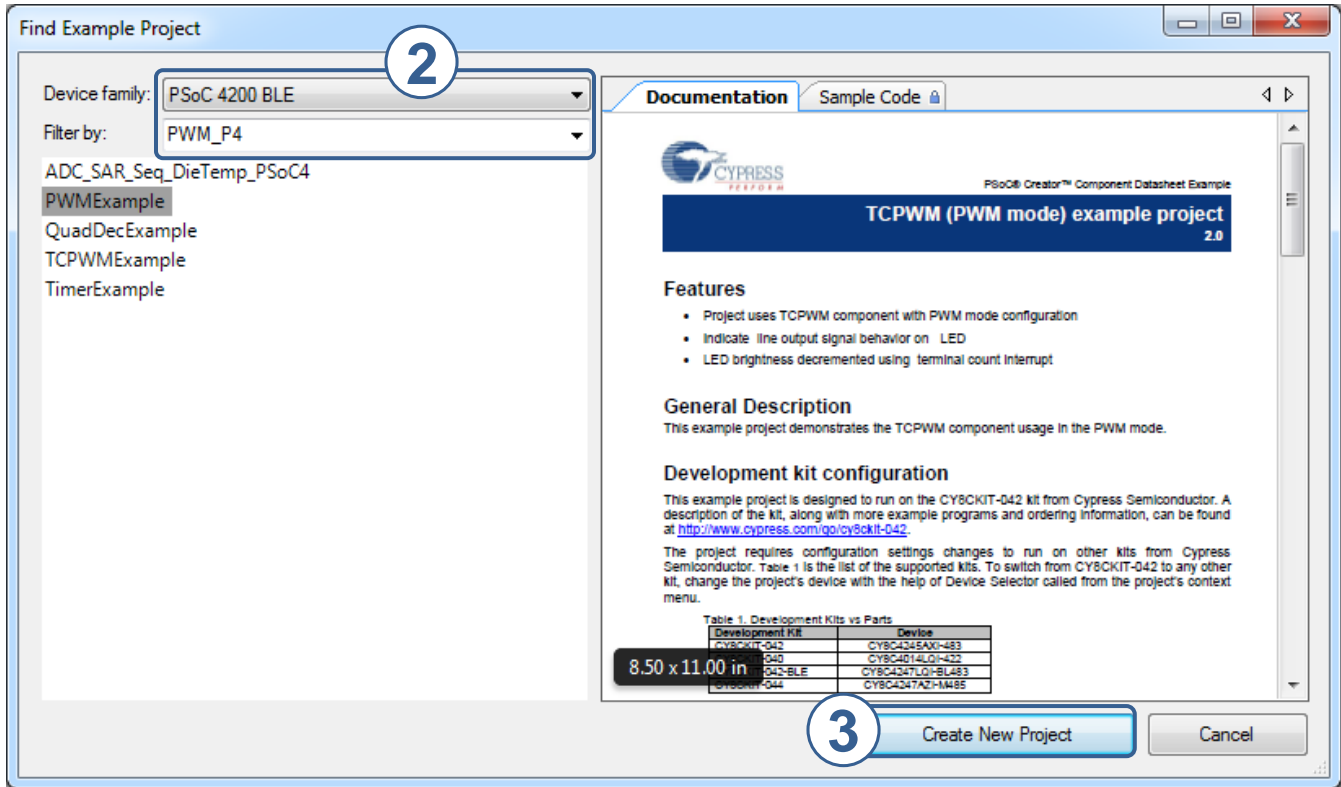 Find Example Project
2
Device family: PSoC 4200 BLE
Filter by: PWM_P4
ADC_SAR_Seq_DieTemp_PSoC4
PWMExample
QuadDecExample
TCPWMExample
TimerExample
Documentation Sample Code
CYPRESS
PERFORM
PSoC® Creator™ Component Datasheet Example
TCPWM (PWM mode) example project
2.0
Features
• Project uses TCPWM component with PWM mode configuration
• Indicate line output signal behavior on LED
• LED brightness decremented using terminal count interrupt
General Description
This example project demonstrates the TCPWM component usage in the PWM mode.
Development kit configuration
This example project is designed to run on the CY8CKIT-042 kit from Cypress Semiconductor. A
description of the kit, along with more example programs and ordering information, can be found
at http://www.cypress.com/go/cy8ckit-042.
The project requires configuration settings changes to run on other kits from Cypress
Semiconductor. Table 1 is the list of the supported kits. To switch from CY8CKIT-042 to any other
kit, change the project's device with the help of Device Selector called from the project's context
menu.
Table 1. Development Kits vs Parts
Development Kit Device
CY8CKIT-042 CY8C4245AXI-483
-040 CY8C4014LQI-422
-042-BLE CY8C4247LQI-BL483
CY8CKIT-044 CY8C4247AZI-M485
8.50 x 11.00 in
3
Create New Project
Cancel